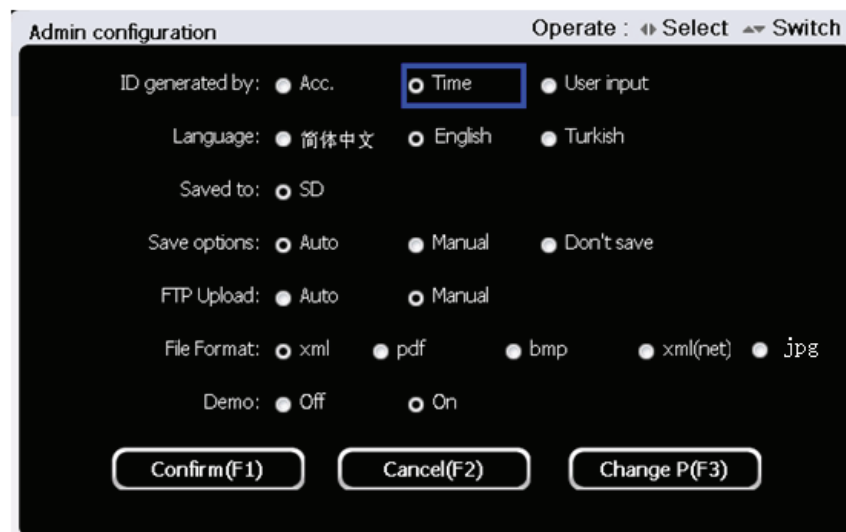 Admin configuration Operate : Select Switch
ID generated by: Acc. Time User input
Language: 简体中文 English Turkish
Saved to: SD
Save options: Auto Manual Don't save
FTP Upload: Auto Manual
File Format: xml pdf bmp xml(net) jpg
Demo: Off On
Confirm(F1) Cancel(F2) Change P(F3)